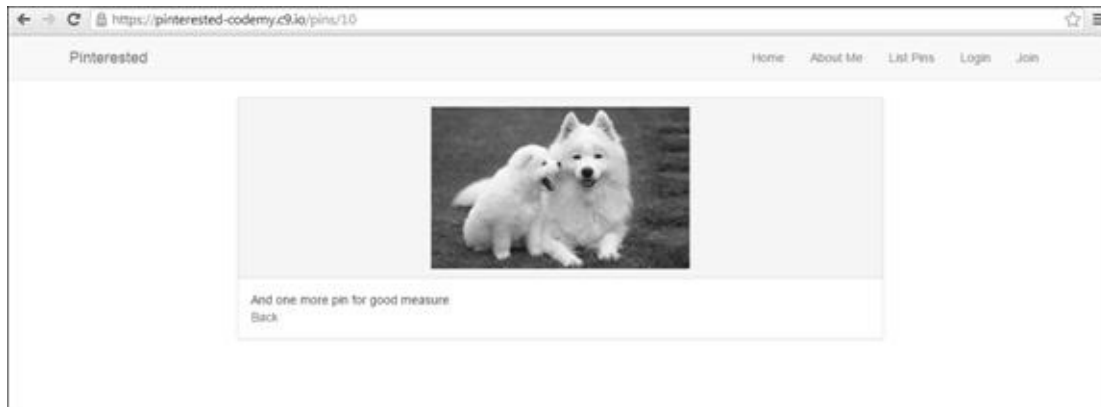 https://pinterested-codemy.c9.io/pins/10
Pinterested Home About Me List Pins Login Join
And one more pin for good measure
Back